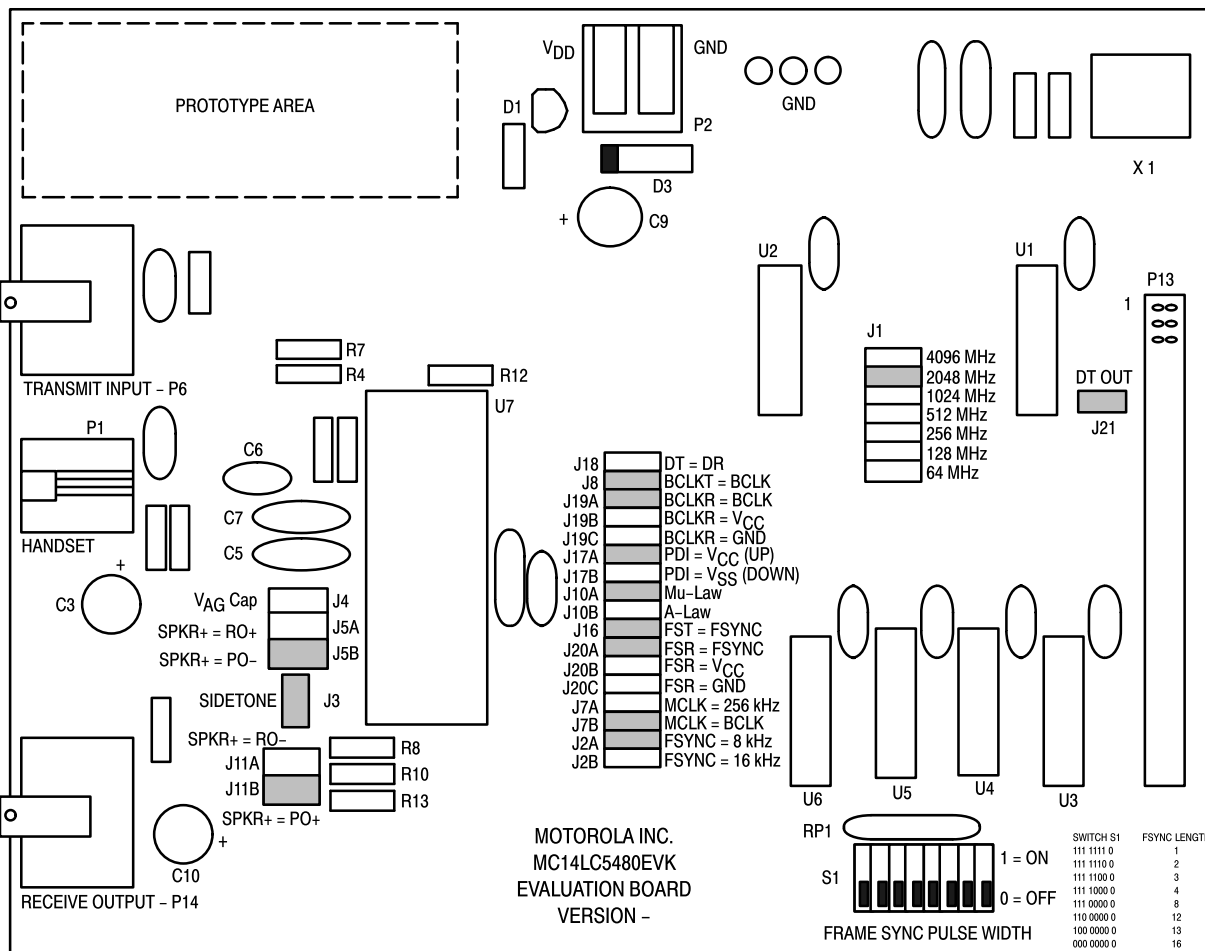 PROTOTYPE AREA
VDD
GND
P2
D1
D3
+
C9
GND
X 1
TRANSMIT INPUT – P6
P1
HANDSET
R7
R4
R12
U7
C6
C7
C5
+
C3
VAG Cap
J4
SPKR+ = RO+
J5A
SPKR+ = PO–
J5B
SIDETONE
J3
SPKR+ = RO–
J11A
J11B
SPKR+ = PO+
R8
R10
R13
+
C10
RECEIVE OUTPUT – P14
J18 DT = DR
J8 BCLKT = BCLK
J19A BCLKR = BCLK
J19B BCLKR = VCC
J19C BCLKR = GND
J17A PDI = VCC (UP)
J17B PDI = VSS (DOWN)
J10A Mu–Law
J10B A–Law
J16 FST = FSYNC
J20A FSR = FSYNC
J20B FSR = VCC
J20C FSR = GND
J7A MCLK = 256 kHz
J7B MCLK = BCLK
J2A FSYNC = 8 kHz
J2B FSYNC = 16 kHz
MOTOROLA INC.
MC14LC5480EVK
EVALUATION BOARD
VERSION –
U2
U1
J1
4096 MHz
2048 MHz
1024 MHz
512 MHz
256 MHz
128 MHz
64 MHz
P13
1
DT OUT
J21
U6
U5
U4
U3
RP1
S1
1 = ON
0 = OFF
FRAME SYNC PULSE WIDTH
SWITCH S1 FSYNC LENGTH
111 1111 0 1
111 1110 0 2
111 1100 0 3
111 1000 0 4
111 0000 0 8
110 0000 0 12
100 0000 0 13
000 0000 0 16